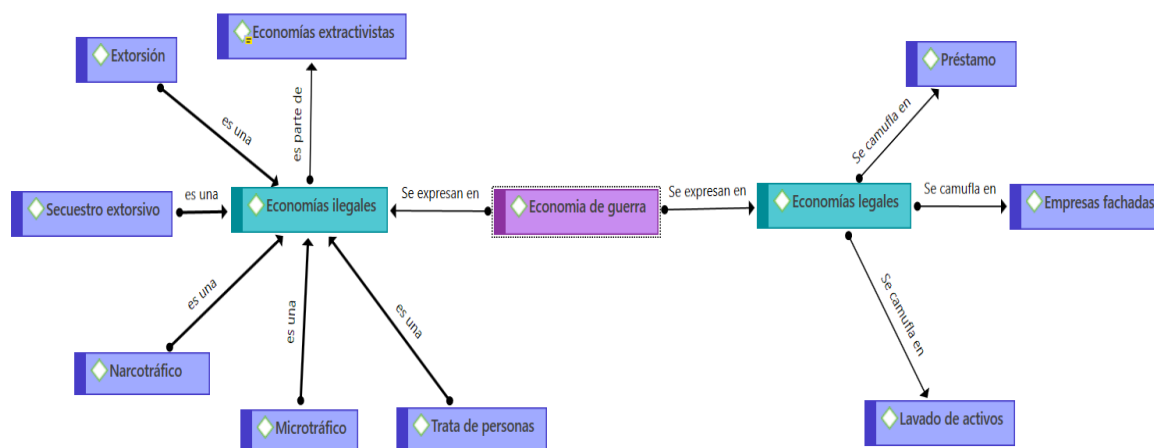 Economías extractivistas
Extorsión
Préstamo
es una
es parte de
Se camufla en
Secuestro extorsivo
es una
Economías ilegales
Se expresan en
Economia de guerra
Se expresan en
Economías legales
Se camufla en
Empresas fachadas
es una
es una
es una
Se camufla en
Narcotráfico
Microtráfico
Trata de personas
Lavado de activos